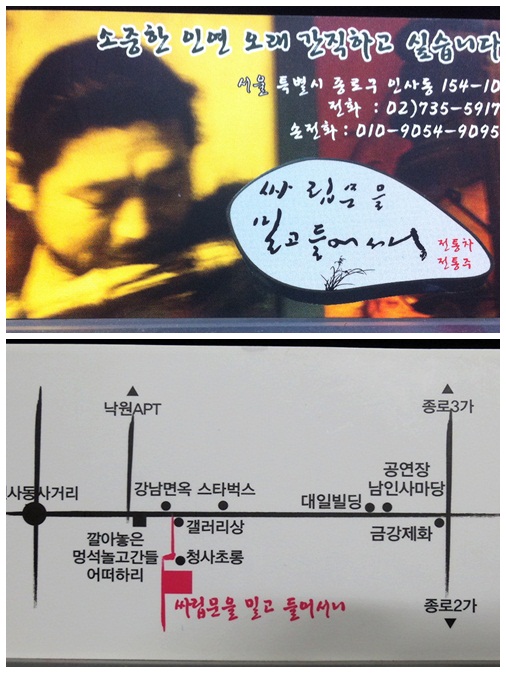 소중한 인연 오래 간직하고 싶습니다
서울 특별시 종로구 인사동 154-10
전화 : 02)735-5917
손전화 : 010-9054-9095
싸립문을
밀고 들어서니
전통차
전통주
낙원APT
종로3가
사동사거리
강남면옥
스타벅스
대일빌딩
공연장
남인사마당
깔아놓은
멍석놀고간들
어떠하리
갤러리상
청사초롱
금강제화
싸립문을 밀고 들어서니
종로2가